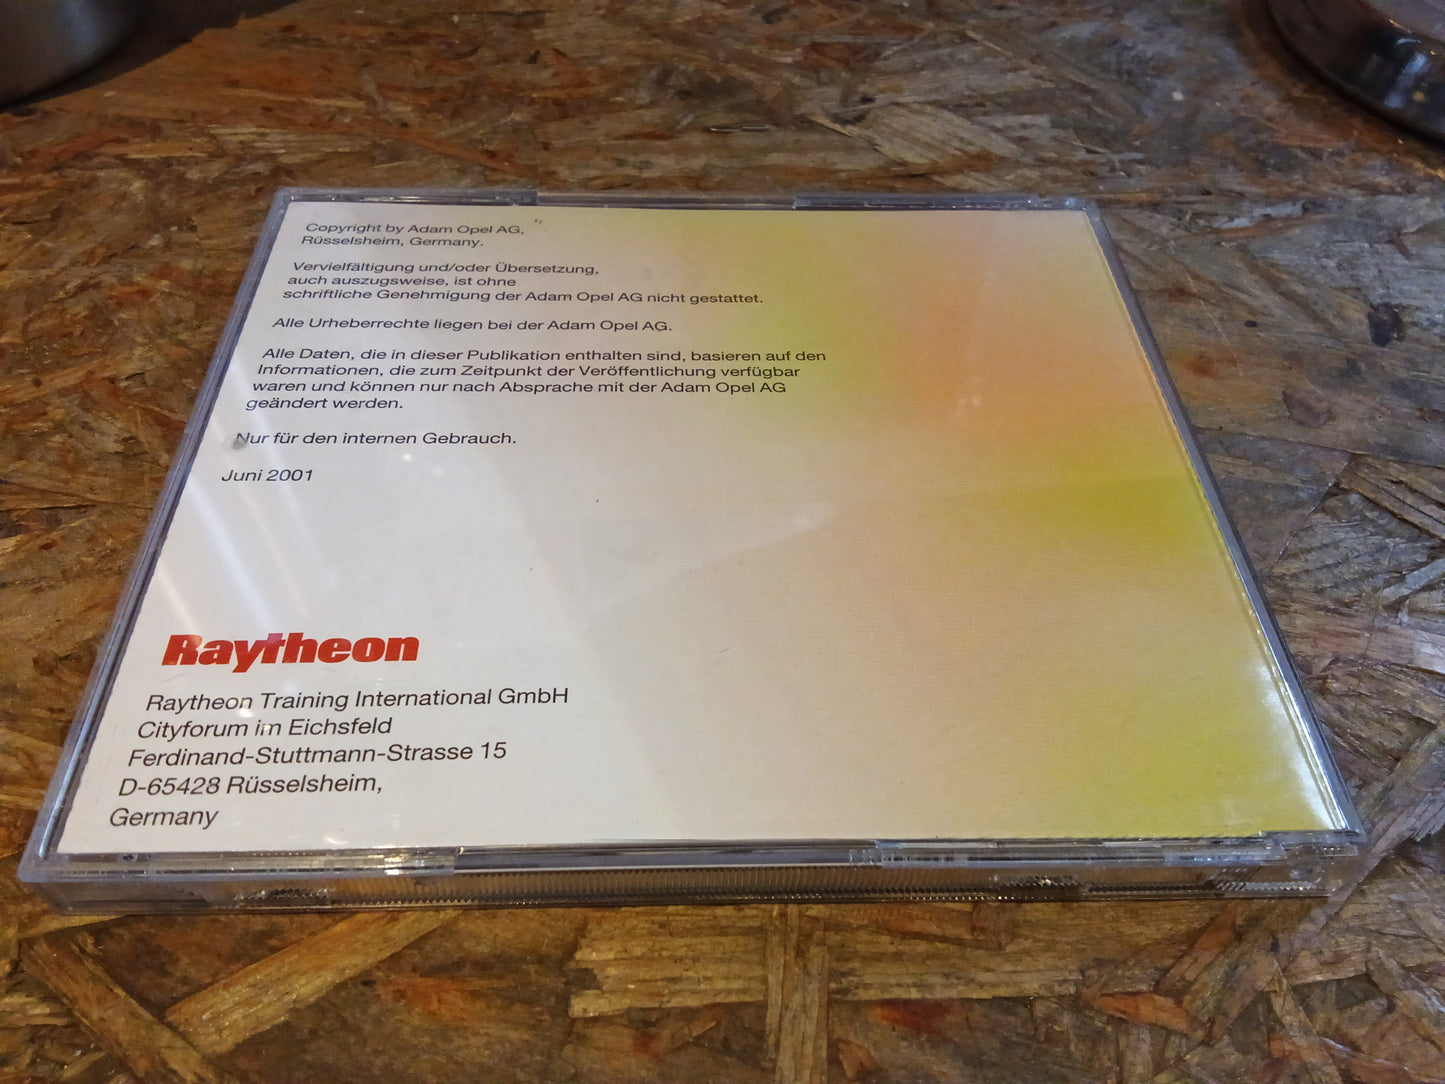 Copyright by Adam Opel AG,
Rüsselsheim, Germany.
Vervielfältigung und/oder Übersetzung,
auch auszugsweise, ist ohne
schriftliche Genehmigung der Adam Opel AG nicht gestattet.
Alle Urheberrechte liegen bei der Adam Opel AG.
Alle Daten, die in dieser Publikation enthalten sind, basieren auf den
Informationen, die zum Zeitpunkt der Veröffentlichung verfügbar
waren und können nur nach Absprache mit der Adam Opel AG
geändert werden.
Nur für den internen Gebrauch.
Juni 2001
Raytheon
Raytheon Training International GmbH
Cityforum im Eichsfeld
Ferdinand-Stuttmann-Strasse 15
D-65428 Rüsselsheim,
Germany